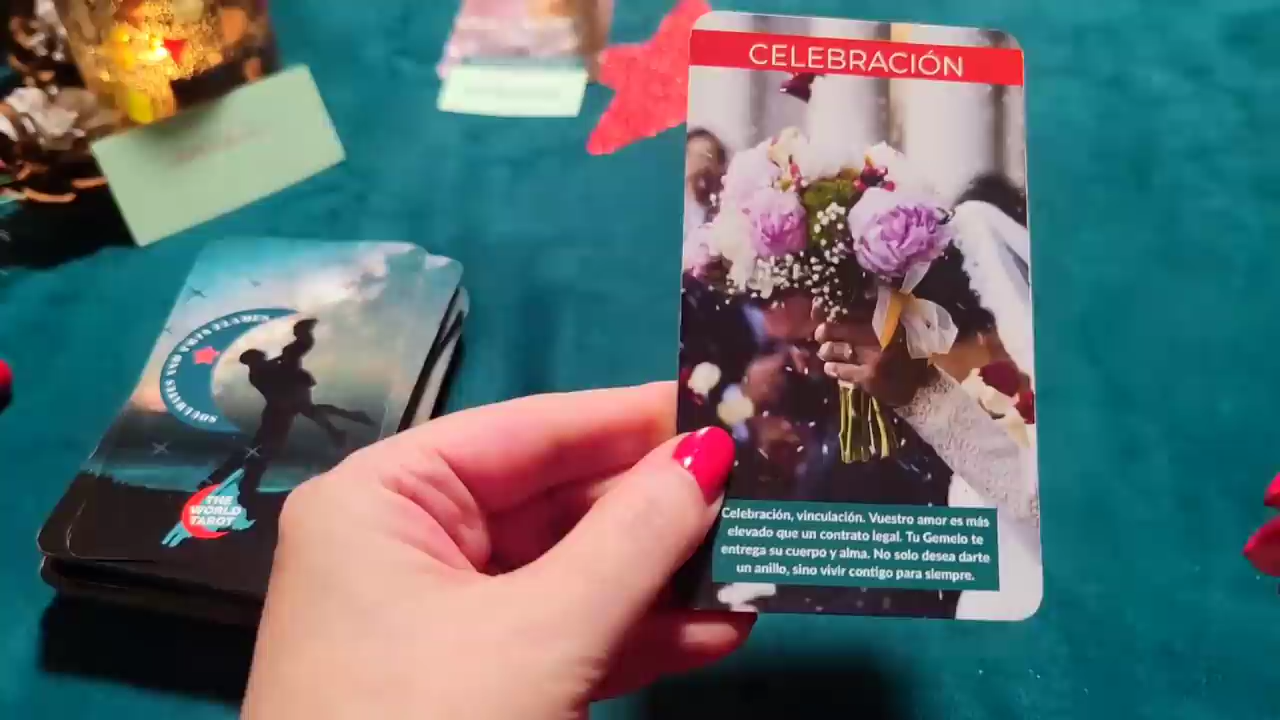 CELEBRACIÓN
Celebración, vinculación. Vuestro amor es más
elevado que un contrato legal. Tu Gemelo te
entrega su cuerpo y alma. No solo desea darte
un anillo, sino vivir contigo para siempre.
THE
WORLD
TAROT